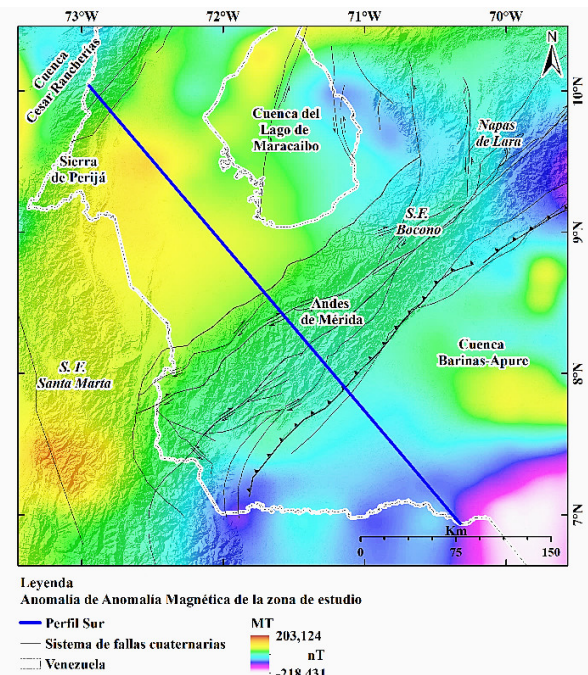 -73°W
-72°W
-71°W
-70°W
N
10°N
9°N
8°N
7°N
Cuenca
Cesar Rancherías
Sierra
de Perijá
Cuenca del
Lago de
Maracaibo
Napas
de Lara
S.F.
Bocono
Andes
de Mérida
Cuenca
Barinas-Apure
S. F.
Santa Marta
Km
0 75 150
Leyenda
Anomalía de Anomalía Magnética de la zona de estudio
Perfil Sur
Sistema de fallas cuaternarias
Venezuela
MT
203,124
nT
-218,431